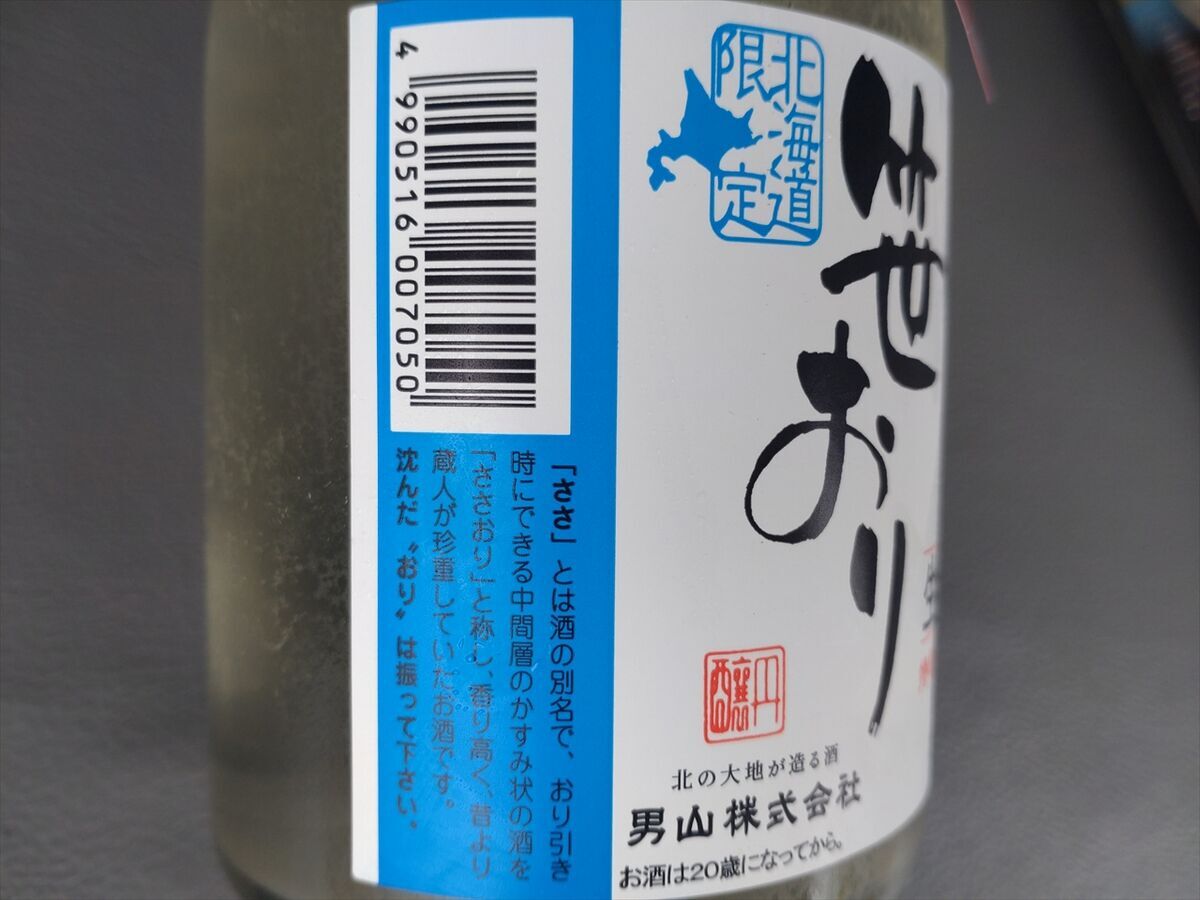 北海道
限定
笹おり
丹
醸
北の大地が造る酒
男山株式会社
お酒は20歳になってから。
4 990516 007050
「ささ」とは酒の別名で、おり引き
時にできる中間層のかすみ状の酒を
「ささおり」と称し、香り高く、昔より
蔵人が珍重していたお酒です。
沈んだ〝おり〟は振って下さい。